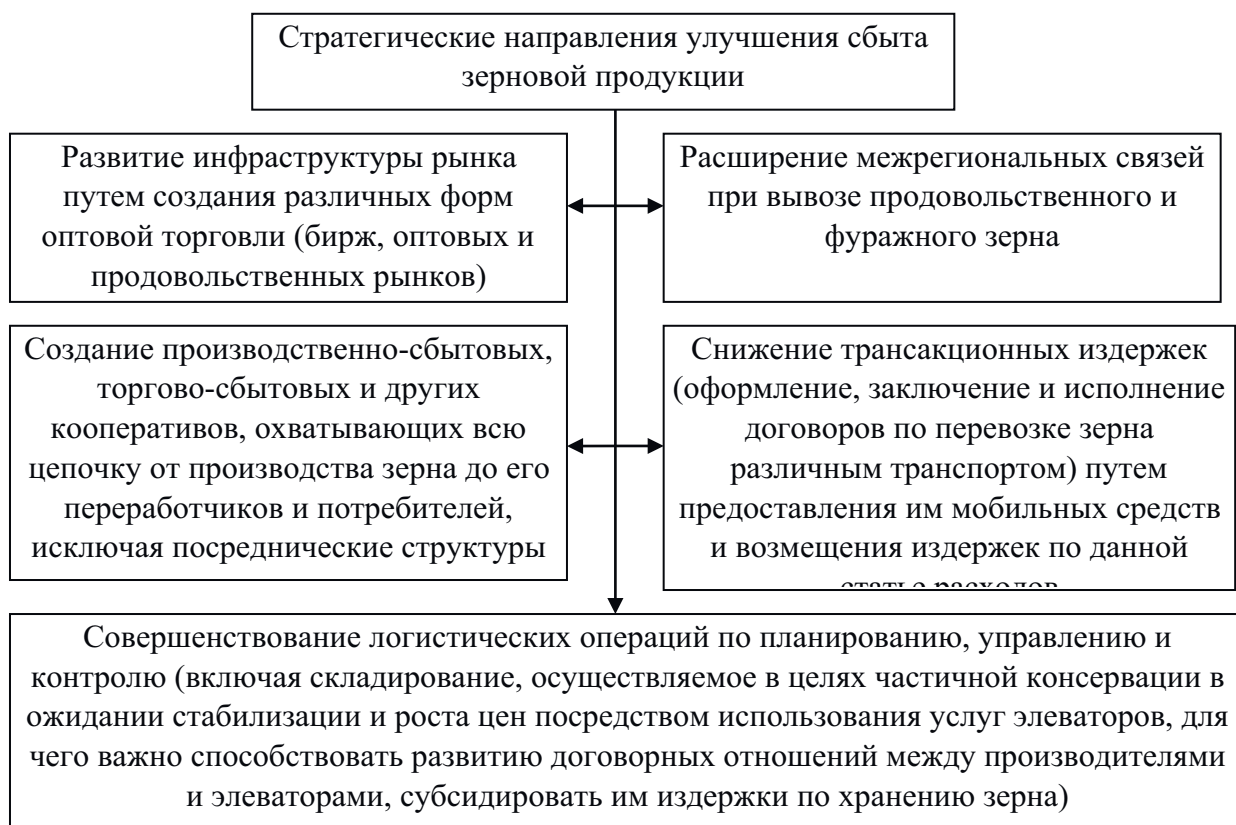 Стратегические направления улучшения сбыта
зерновой продукции
Развитие инфраструктуры рынка
путем создания различных форм
оптовой торговли (бирж, оптовых и
продовольственных рынков)
Расширение межрегиональных связей
при вывозе продовольственного и
фуражного зерна
Создание производственно-сбытовых,
торгово-сбытовых и других
кооперативов, охватывающих всю
цепочку от производства зерна до его
переработчиков и потребителей,
исключая посреднические структуры
Снижение трансакционных издержек
(оформление, заключение и исполнение
договоров по перевозке зерна
различным транспортом) путем
предоставления им мобильных средств
и возмещения издержек по данной
статье расходов
Совершенствование логистических операций по планированию, управлению и
контролю (включая складирование, осуществляемое в целях частичной консервации в
ожидании стабилизации и роста цен посредством использования услуг элеваторов, для
чего важно способствовать развитию договорных отношений между производителями
и элеваторами, субсидировать им издержки по хранению зерна)